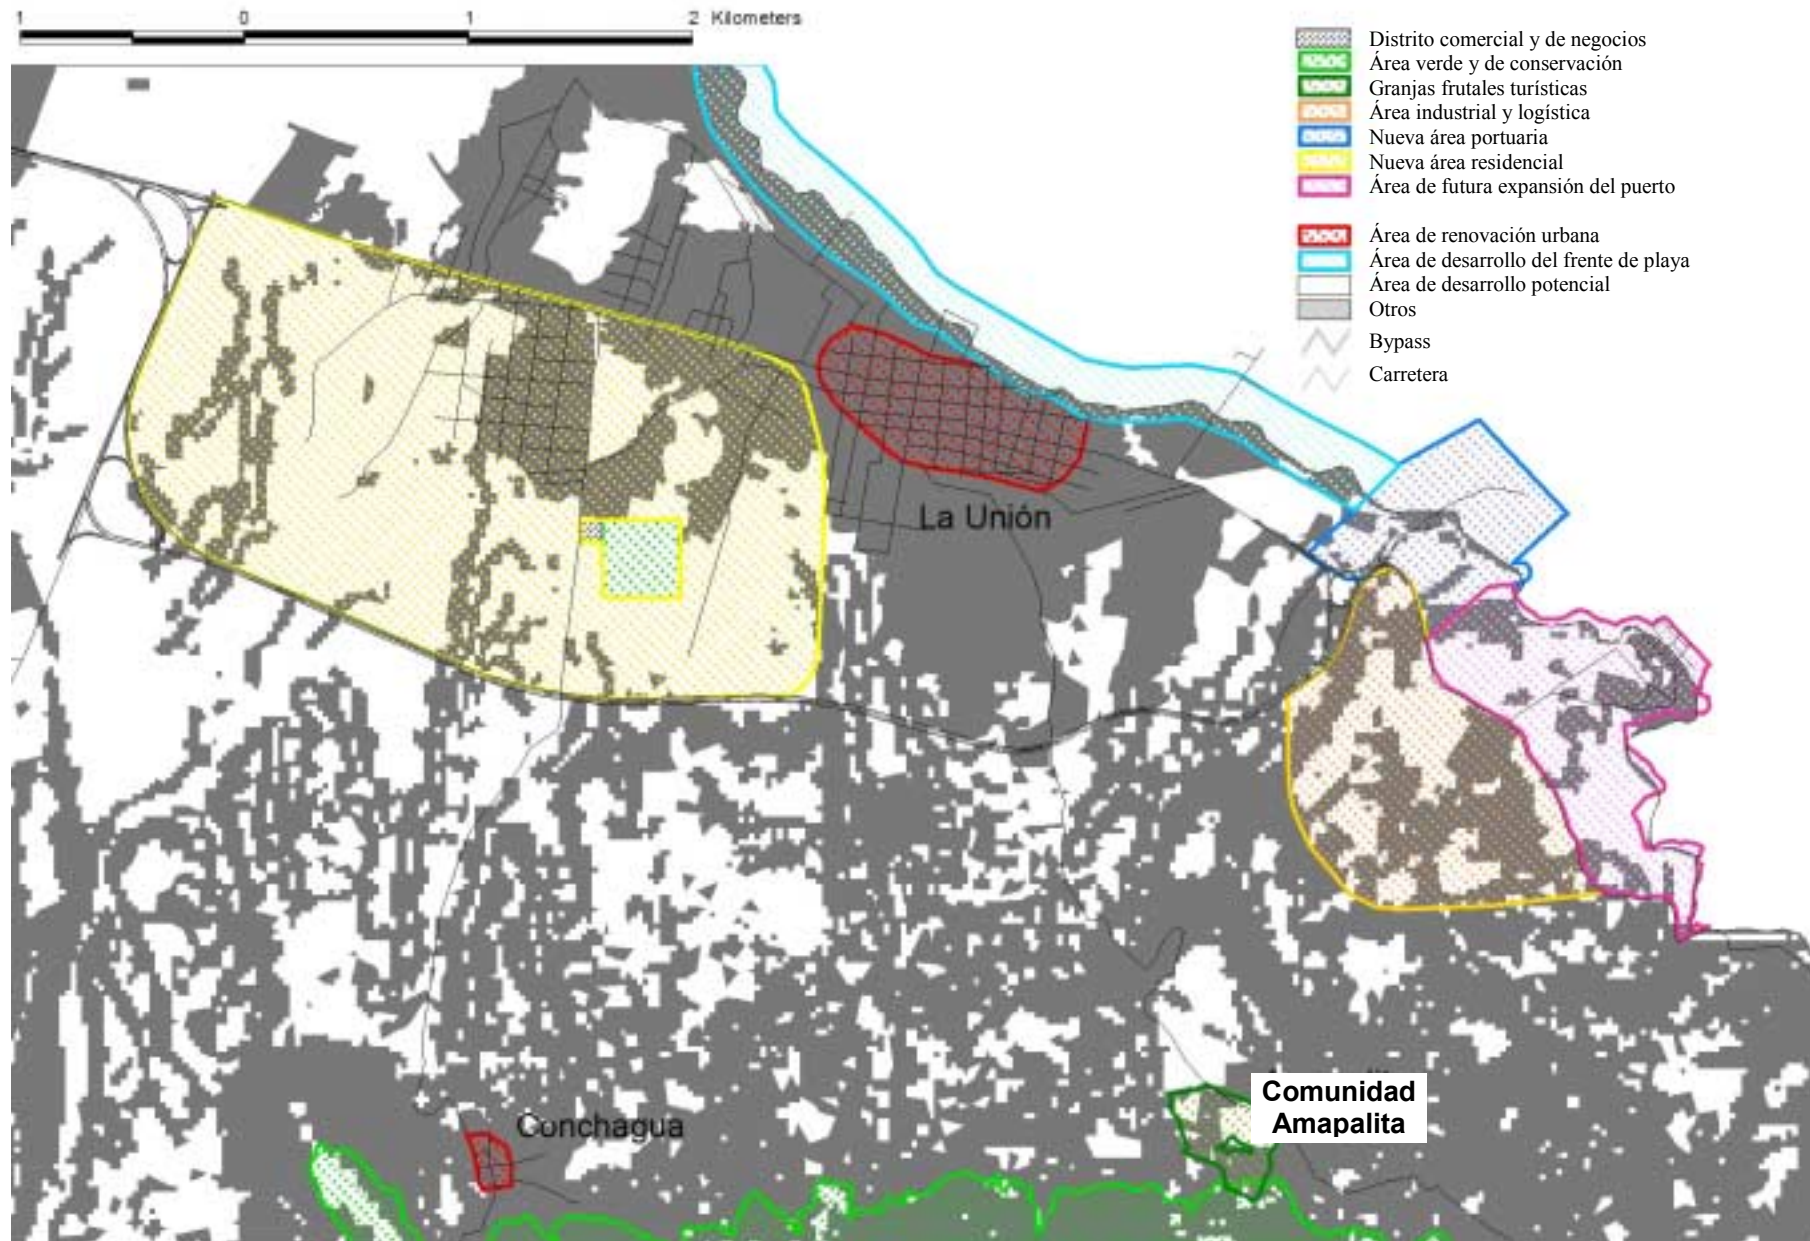 1 0 1 2 Kilometers
Distrito comercial y de negocios
Área verde y de conservación
Granjas frutales turísticas
Área industrial y logística
Nueva área portuaria
Nueva área residencial
Área de futura expansión del puerto
Área de renovación urbana
Área de desarrollo del frente de playa
Área de desarrollo potencial
Otros
Bypass
Carretera
La Unión
Comunidad
Amapalita
Conchagua